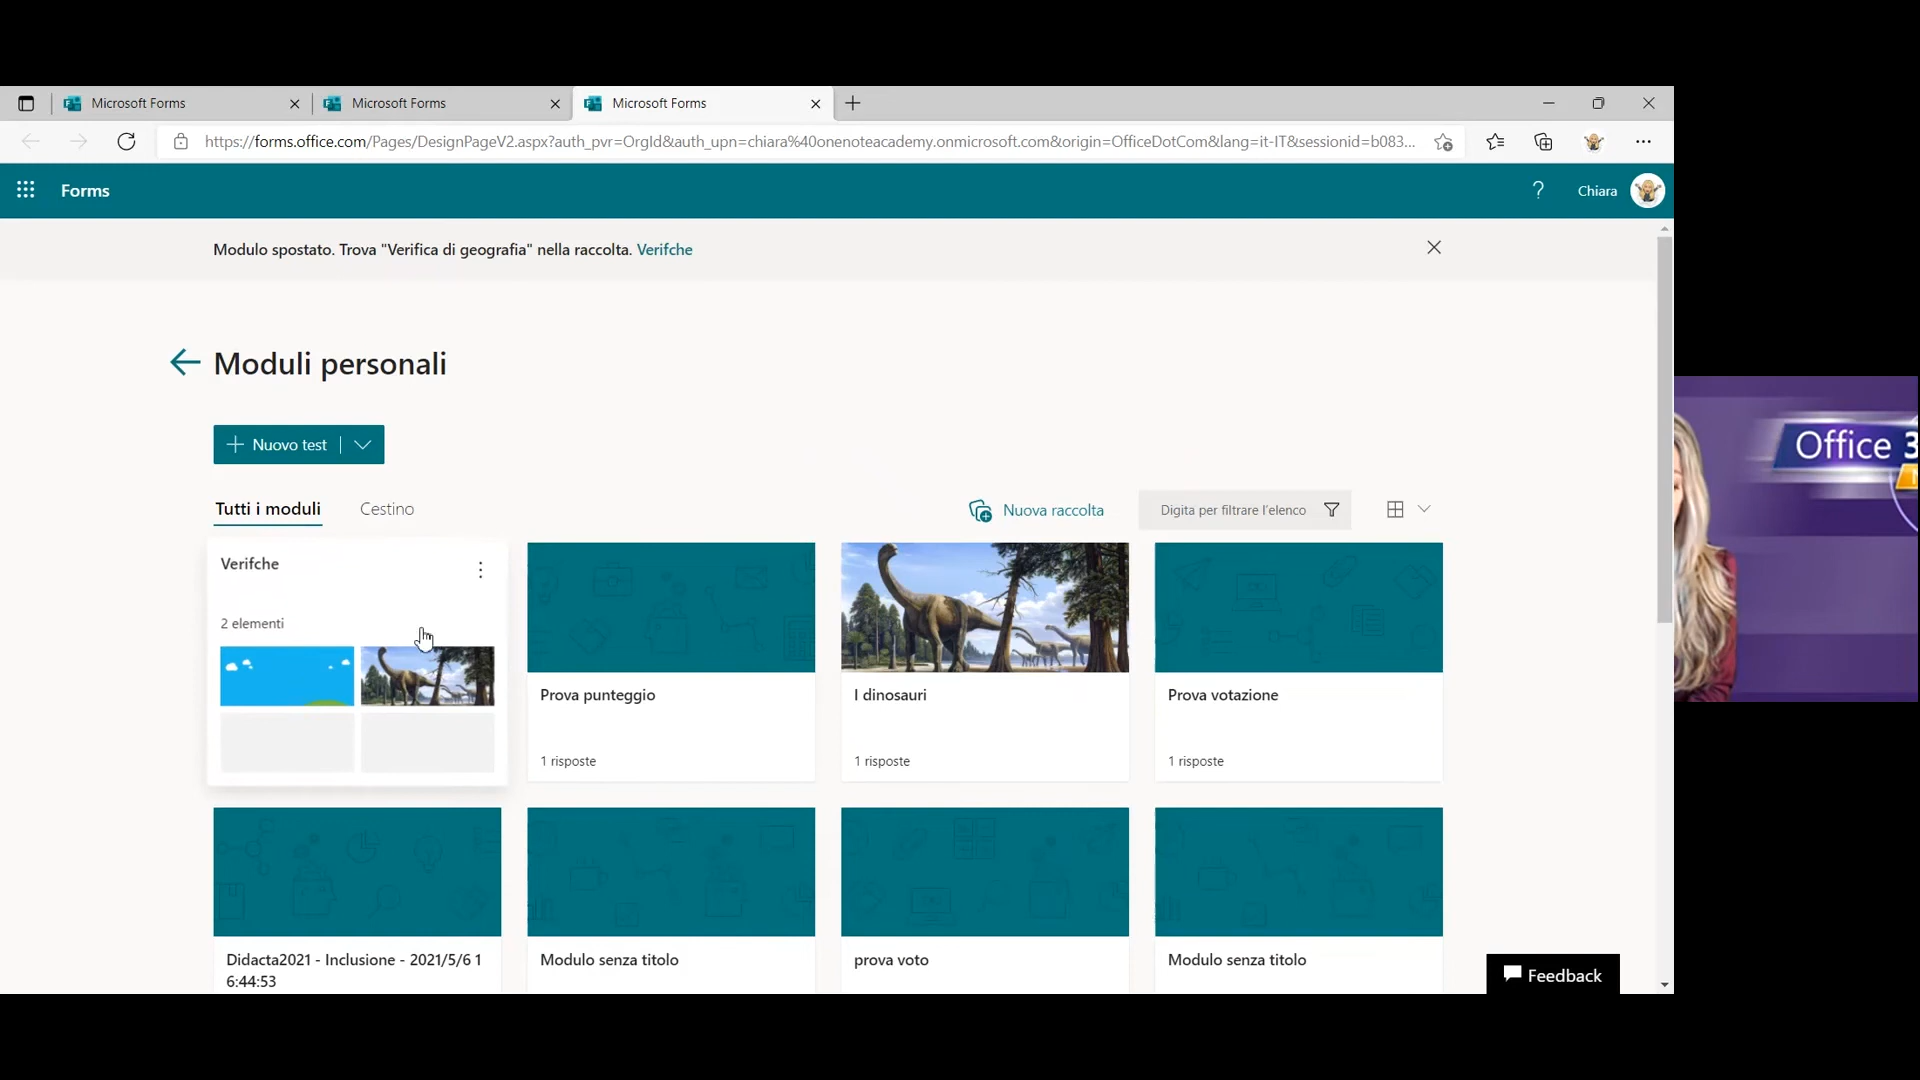 Microsoft Forms
Microsoft Forms
Microsoft Forms
https://forms.office.com/Pages/DesignPageV2.aspx?auth_pvr=OrgId&auth_upn=chiara%40onenoteacademy.onmicrosoft.com&origin=OfficeDotCom&lang=it-IT&sessionid=b083...
Forms
?
Chiara
Modulo spostato. Trova "Verifica di geografia" nella raccolta. Verifche
Moduli personali
Nuovo test
Tutti i moduli
Cestino
Nuova raccolta
Digita per filtrare l'elenco
Verifche
2 elementi
Prova punteggio
1 risposte
I dinosauri
1 risposte
Prova votazione
1 risposte
Didacta2021 - Inclusione - 2021/5/6 1
6:44:53
Modulo senza titolo
prova voto
Modulo senza titolo
Feedback
Office 3